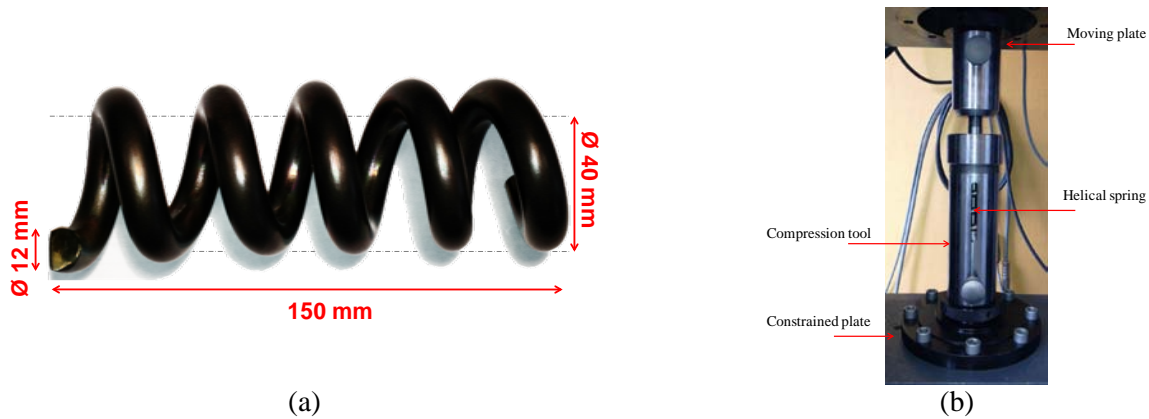 Ø 12 mm
150 mm
Ø 40 mm
(a)
Moving plate
Helical spring
Compression tool
Constrained plate
(b)